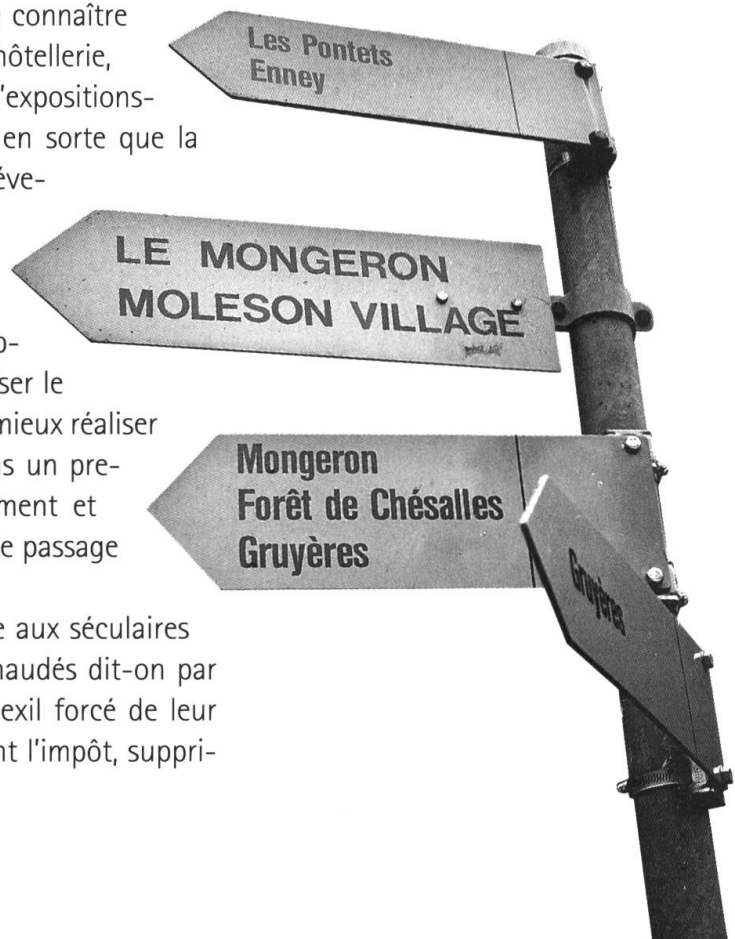 connaître
hôtellerie,
'expositions-
en sorte que la
éve-
ser le
mieux réaliser
s un pre-
ment et
e passage
e aux séculaires
naudés dit-on par
exil forcé de leur
nt l'impôt, suppri-
Les Pontets
Enney
LE MONGERON
MOLESON VILLAGE
Mongeron
Forêt de Chésalles
Gruyères
Gruyères